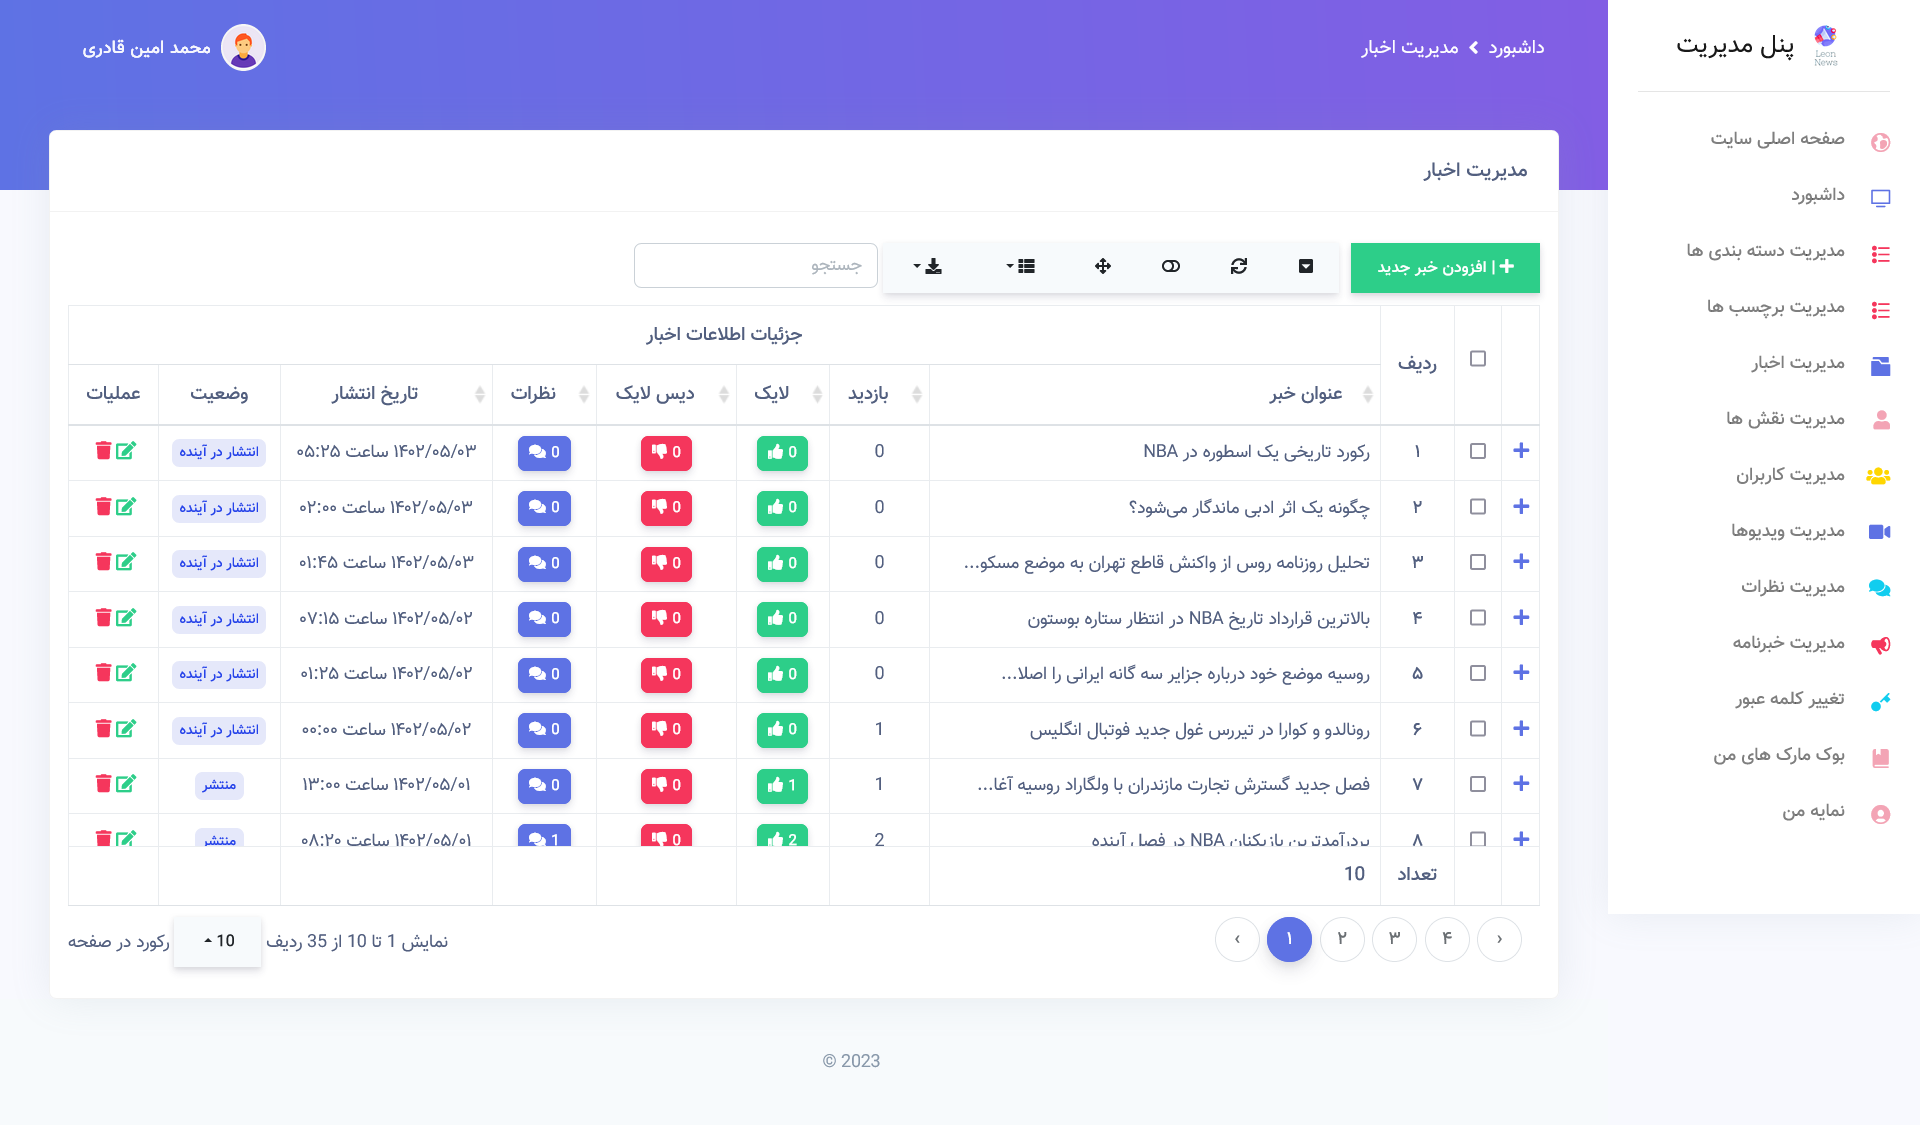 Leon
News
پنل مدیریت
صفحه اصلی سایت
داشبورد
مدیریت دسته بندی ها
مدیریت برچسب ها
مدیریت اخبار
مدیریت نقش ها
مدیریت کاربران
مدیریت ویدیوها
مدیریت نظرات
مدیریت خبرنامه
تغییر کلمه عبور
بوک مارک های من
نمایه من
داشبورد مدیریت اخبار
محمد امین قادری
مدیریت اخبار
| افزودن خبر جدید
جستجو
ردیف جزئیات اطلاعات اخبار
عنوان خبر بازدید لایک دیس لایک نظرات تاریخ انتشار وضعیت عملیات
۱ رکورد تاریخی یک اسطوره در NBA 0 0 0 0 ۱۴۰۲/۰۵/۰۳ ساعت ۰۵:۲۵ انتشار در آینده
۲ چگونه یک اثر ادبی ماندگار می‌شود؟ 0 0 0 0 ۱۴۰۲/۰۵/۰۳ ساعت ۰۲:۰۰ انتشار در آینده
۳ تحلیل روزنامه روس از واکنش قاطع تهران به موضع مسکو... 0 0 0 0 ۱۴۰۲/۰۵/۰۳ ساعت ۰۱:۴۵ انتشار در آینده
۴ بالاترین قرارداد تاریخ NBA در انتظار ستاره بوستون 0 0 0 0 ۱۴۰۲/۰۵/۰۲ ساعت ۰۷:۱۵ انتشار در آینده
۵ روسیه موضع خود درباره جزایر سه گانه ایرانی را اصلا... 0 0 0 0 ۱۴۰۲/۰۵/۰۲ ساعت ۰۱:۲۵ انتشار در آینده
۶ رونالدو و کوارا در تیررس غول جدید فوتبال انگلیس 1 0 0 0 ۱۴۰۲/۰۵/۰۲ ساعت ۰۰:۰۰ انتشار در آینده
۷ فصل جدید گسترش تجارت مازندران با ولگاراد روسیه آغا... 1 1 0 0 ۱۴۰۲/۰۵/۰۱ ساعت ۱۳:۰۰ منتشر
۸ پردرآمدترین بازیکنان NBA در فصل آینده 2 2 0 1 ۱۴۰۲/۰۵/۰۱ ساعت ۰۸:۲۰ منتشر
تعداد 10
‹ ۴ ۳ ۲ ۱ ›
نمایش 1 تا 10 از 35 ردیف 10 رکورد در صفحه
© 2023